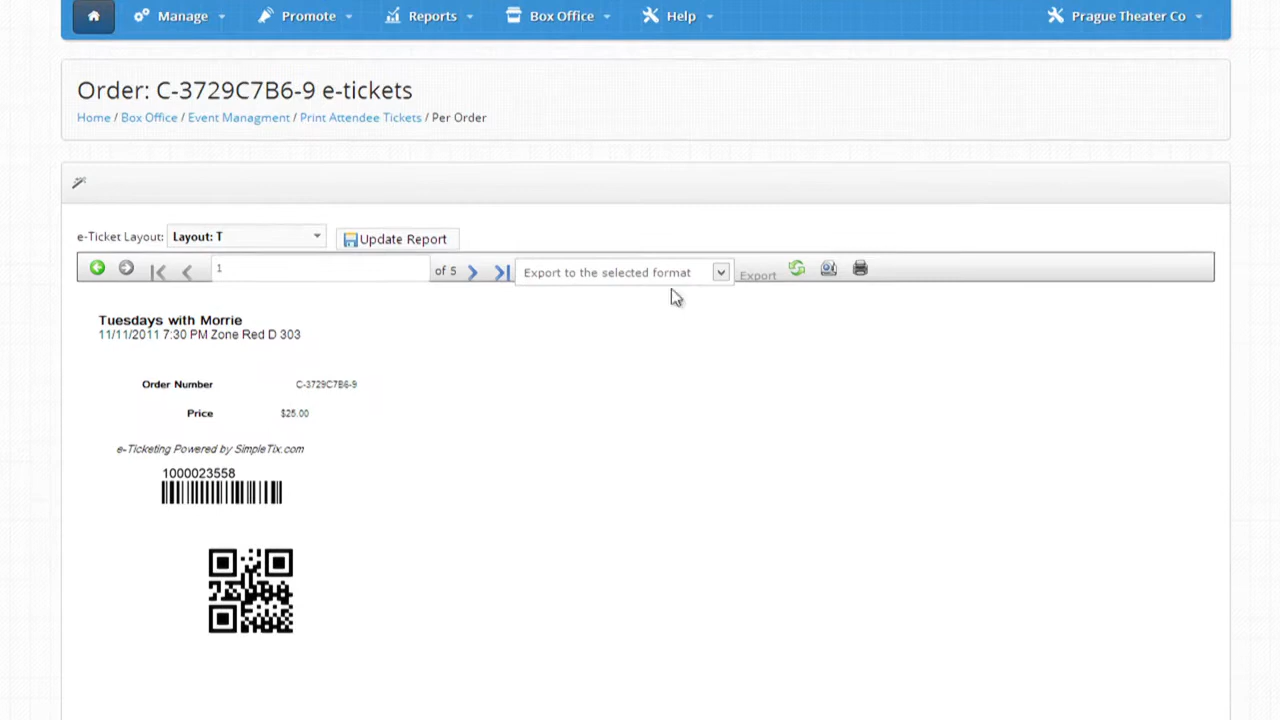 Manage Promote Reports Box Office Help Prague Theater Co
Order: C-3729C7B6-9 e-tickets
Home / Box Office / Event Managment / Print Attendee Tickets / Per Order
e-Ticket Layout: Layout: T Update Report
1 of 5 Export to the selected format Export
Tuesdays with Morrie
11/11/2011 7:30 PM Zone Red D 303
Order Number C-3729C7B6-9
Price $25.00
e-Ticketing Powered by SimpleTix.com
1000023558